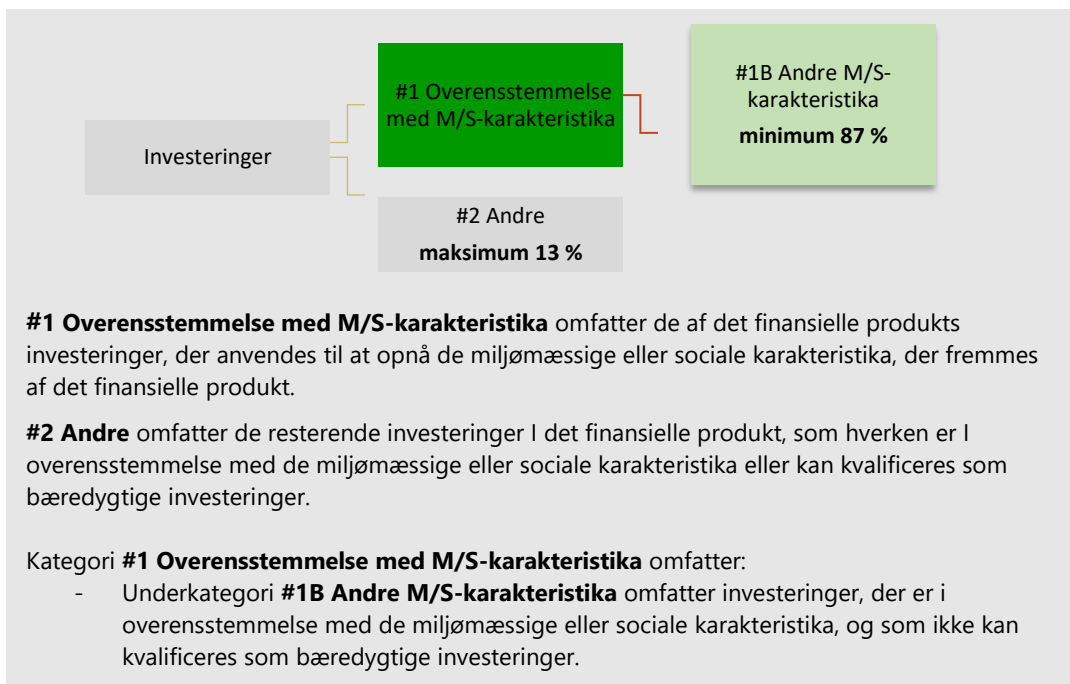 #1 Overensstemmelse
med M/S-karakteristika
#1B Andre M/S-
karakteristika
minimum 87 %
Investeringer
#2 Andre
maksimum 13 %
#1 Overensstemmelse med M/S-karakteristika omfatter de af det finansielle produkts
investeringer, der anvendes til at opnå de miljømæssige eller sociale karakteristika, der fremmes
af det finansielle produkt.
#2 Andre omfatter de resterende investeringer I det finansielle produkt, som hverken er I
overensstemmelse med de miljømæssige eller sociale karakteristika eller kan kvalificeres som
bæredygtige investeringer.
Kategori #1 Overensstemmelse med M/S-karakteristika omfatter:
- Underkategori #1B Andre M/S-karakteristika omfatter investeringer, der er i
overensstemmelse med de miljømæssige eller sociale karakteristika, og som ikke kan
kvalificeres som bæredygtige investeringer.